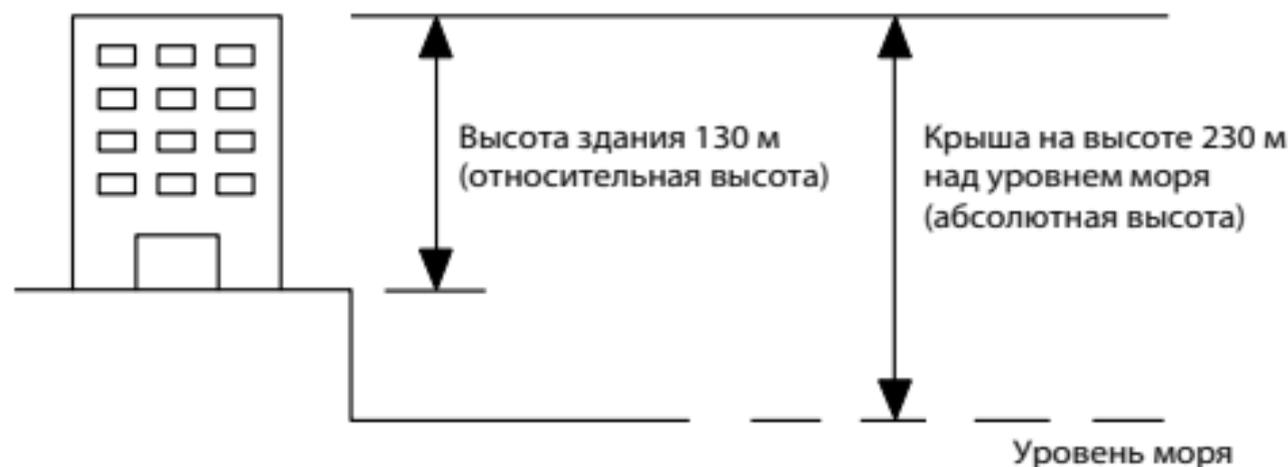 Высота здания 130 м
(относительная высота)
Крыша на высоте 230 м
над уровнем моря
(абсолютная высота)
Уровень моря